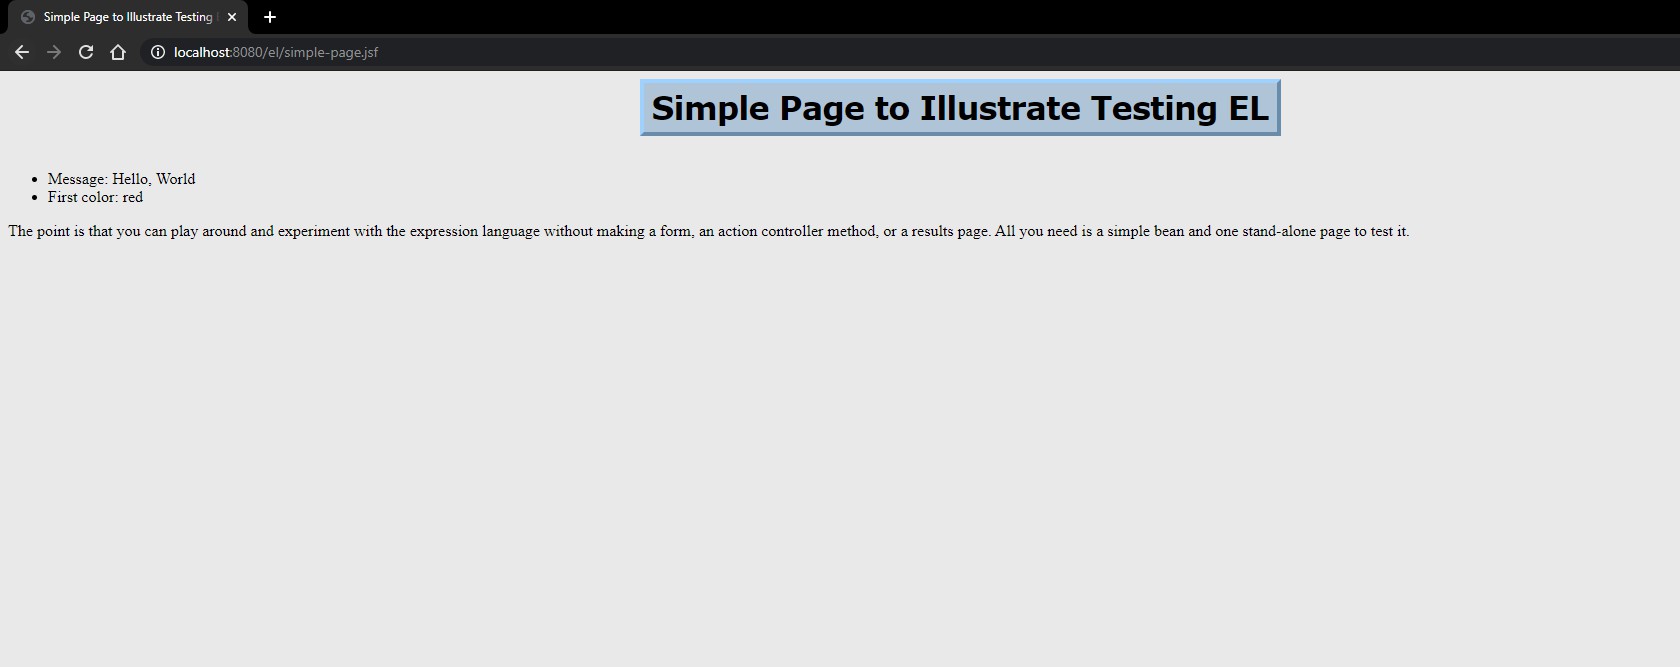 Simple Page to Illustrate Testing
localhost:8080/el/simple-page.jsf
Simple Page to Illustrate Testing EL
• Message: Hello, World
• First color: red
The point is that you can play around and experiment with the expression language without making a form, an action controller method, or a results page. All you need is a simple bean and one stand-alone page to test it.